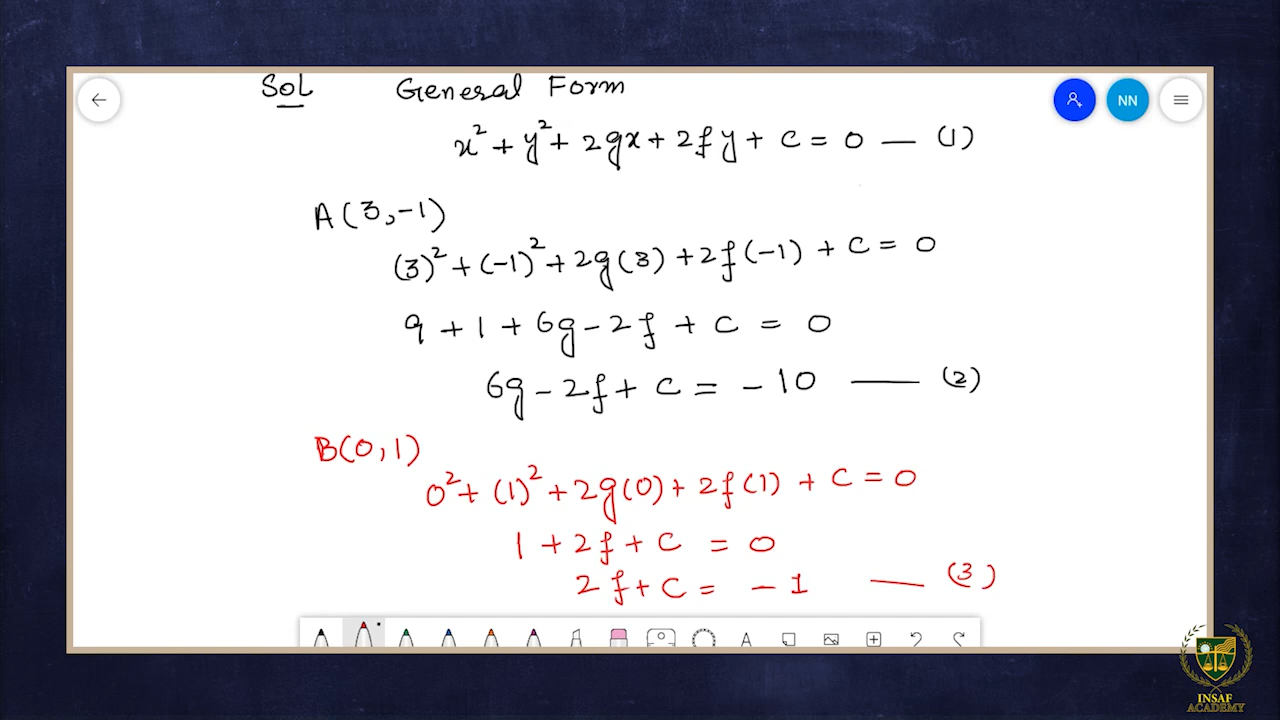 Sol General Form
x² + y² + 2gx + 2fy + c = 0 — (1)
A(3,-1)
(3)² + (-1)² + 2g(3) + 2f(-1) + c = 0
9 + 1 + 6g - 2f + c = 0
6g - 2f + c = -10 — (2)
B(0,1)
0² + (1)² + 2g(0) + 2f(1) + c = 0
1 + 2f + c = 0
2f + c = -1 — (3)
NN
A
INSAF
ACADEMY